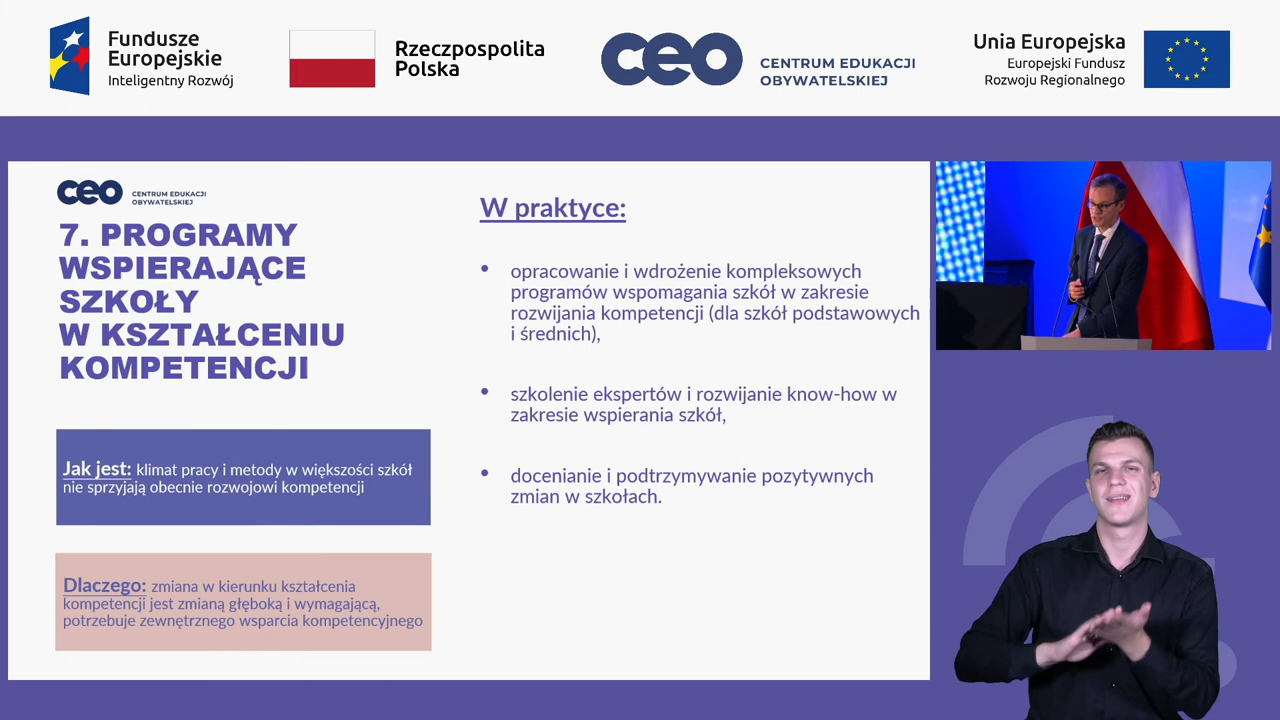 Fundusze
Europejskie
Inteligentny Rozwój
Rzeczpospolita
Polska
ceo
CENTRUM EDUKACJI
OBYWATELSKIEJ
Unia Europejska
Europejski Fundusz
Rozwoju Regionalnego
ceo
CENTRUM EDUKACJI
OBYWATELSKIEJ
7. PROGRAMY
WSPIERAJĄCE
SZKOŁY
W KSZTAŁCENIU
KOMPETENCJI
Jak jest: klimat pracy i metody w większości szkół
nie sprzyjają obecnie rozwojowi kompetencji
Dlaczego: zmiana w kierunku kształcenia
kompetencji jest zmianą głęboką i wymagającą,
potrzebuje zewnętrznego wsparcia kompetencyjnego
W praktyce:
• opracowanie i wdrożenie kompleksowych
programów wspomagania szkół w zakresie
rozwijania kompetencji (dla szkół podstawowych
i średnich),
• szkolenie ekspertów i rozwijanie know-how w
zakresie wspierania szkół,
• docenianie i podtrzymywanie pozytywnych
zmian w szkołach.